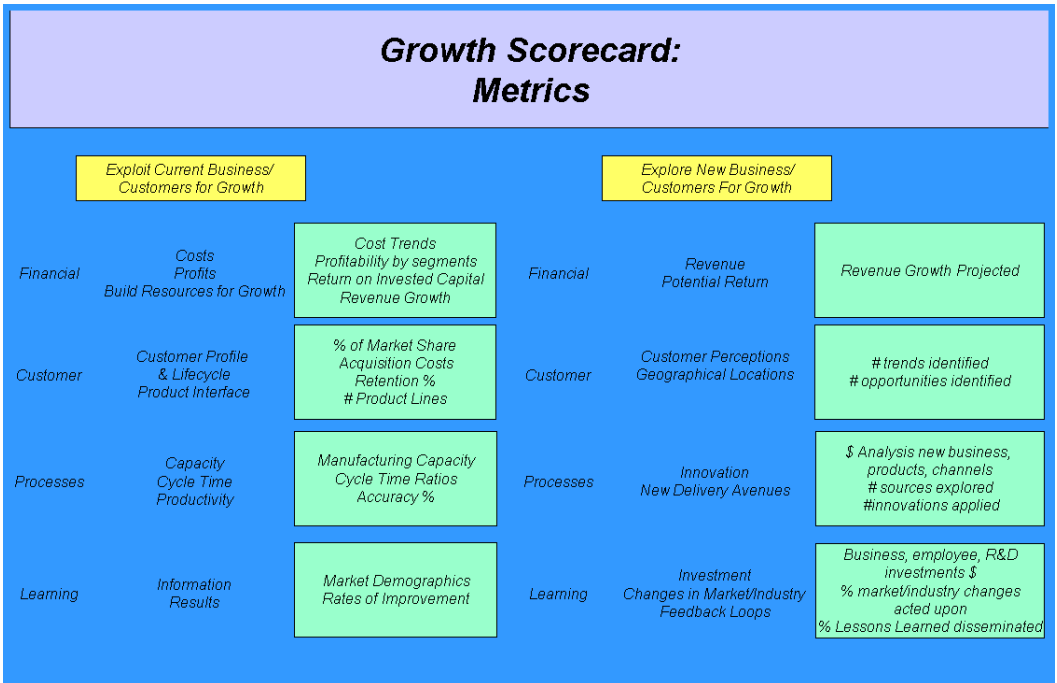 Growth Scorecard:
Metrics
Exploit Current Business/
Customers for Growth
Financial
Costs
Profits
Build Resources for Growth
Cost Trends
Profitability by segments
Return on Invested Capital
Revenue Growth
Customer
Customer Profile
& Lifecycle
Product Interface
% of Market Share
Acquisition Costs
Retention %
# Product Lines
Processes
Capacity
Cycle Time
Productivity
Manufacturing Capacity
Cycle Time Ratios
Accuracy %
Learning
Information
Results
Market Demographics
Rates of Improvement
Explore New Business/
Customers For Growth
Financial
Revenue
Potential Return
Revenue Growth Projected
Customer
Customer Perceptions
Geographical Locations
# trends identified
# opportunities identified
Processes
Innovation
New Delivery Avenues
$ Analysis new business,
products, channels
# sources explored
#innovations applied
Learning
Investment
Changes in Market/Industry
Feedback Loops
Business, employee, R&D
investments $
% market/industry changes
acted upon
% Lessons Learned disseminated